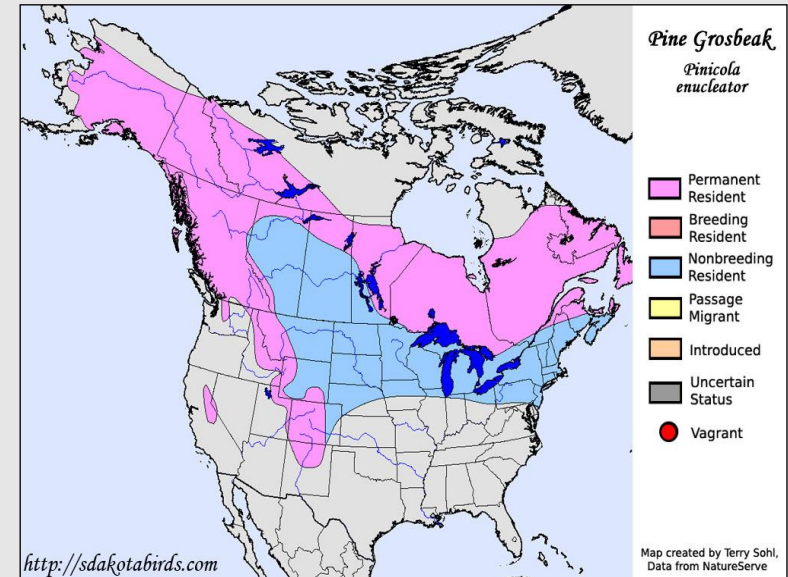 Pine Grosbeak
Pinicola
enucleator
Permanent
Resident
Breeding
Resident
Nonbreeding
Resident
Passage
Migrant
Introduced
Uncertain
Status
Vagrant
http://sdakotabirds.com
Map created by Terry Sohl,
Data from NatureServe